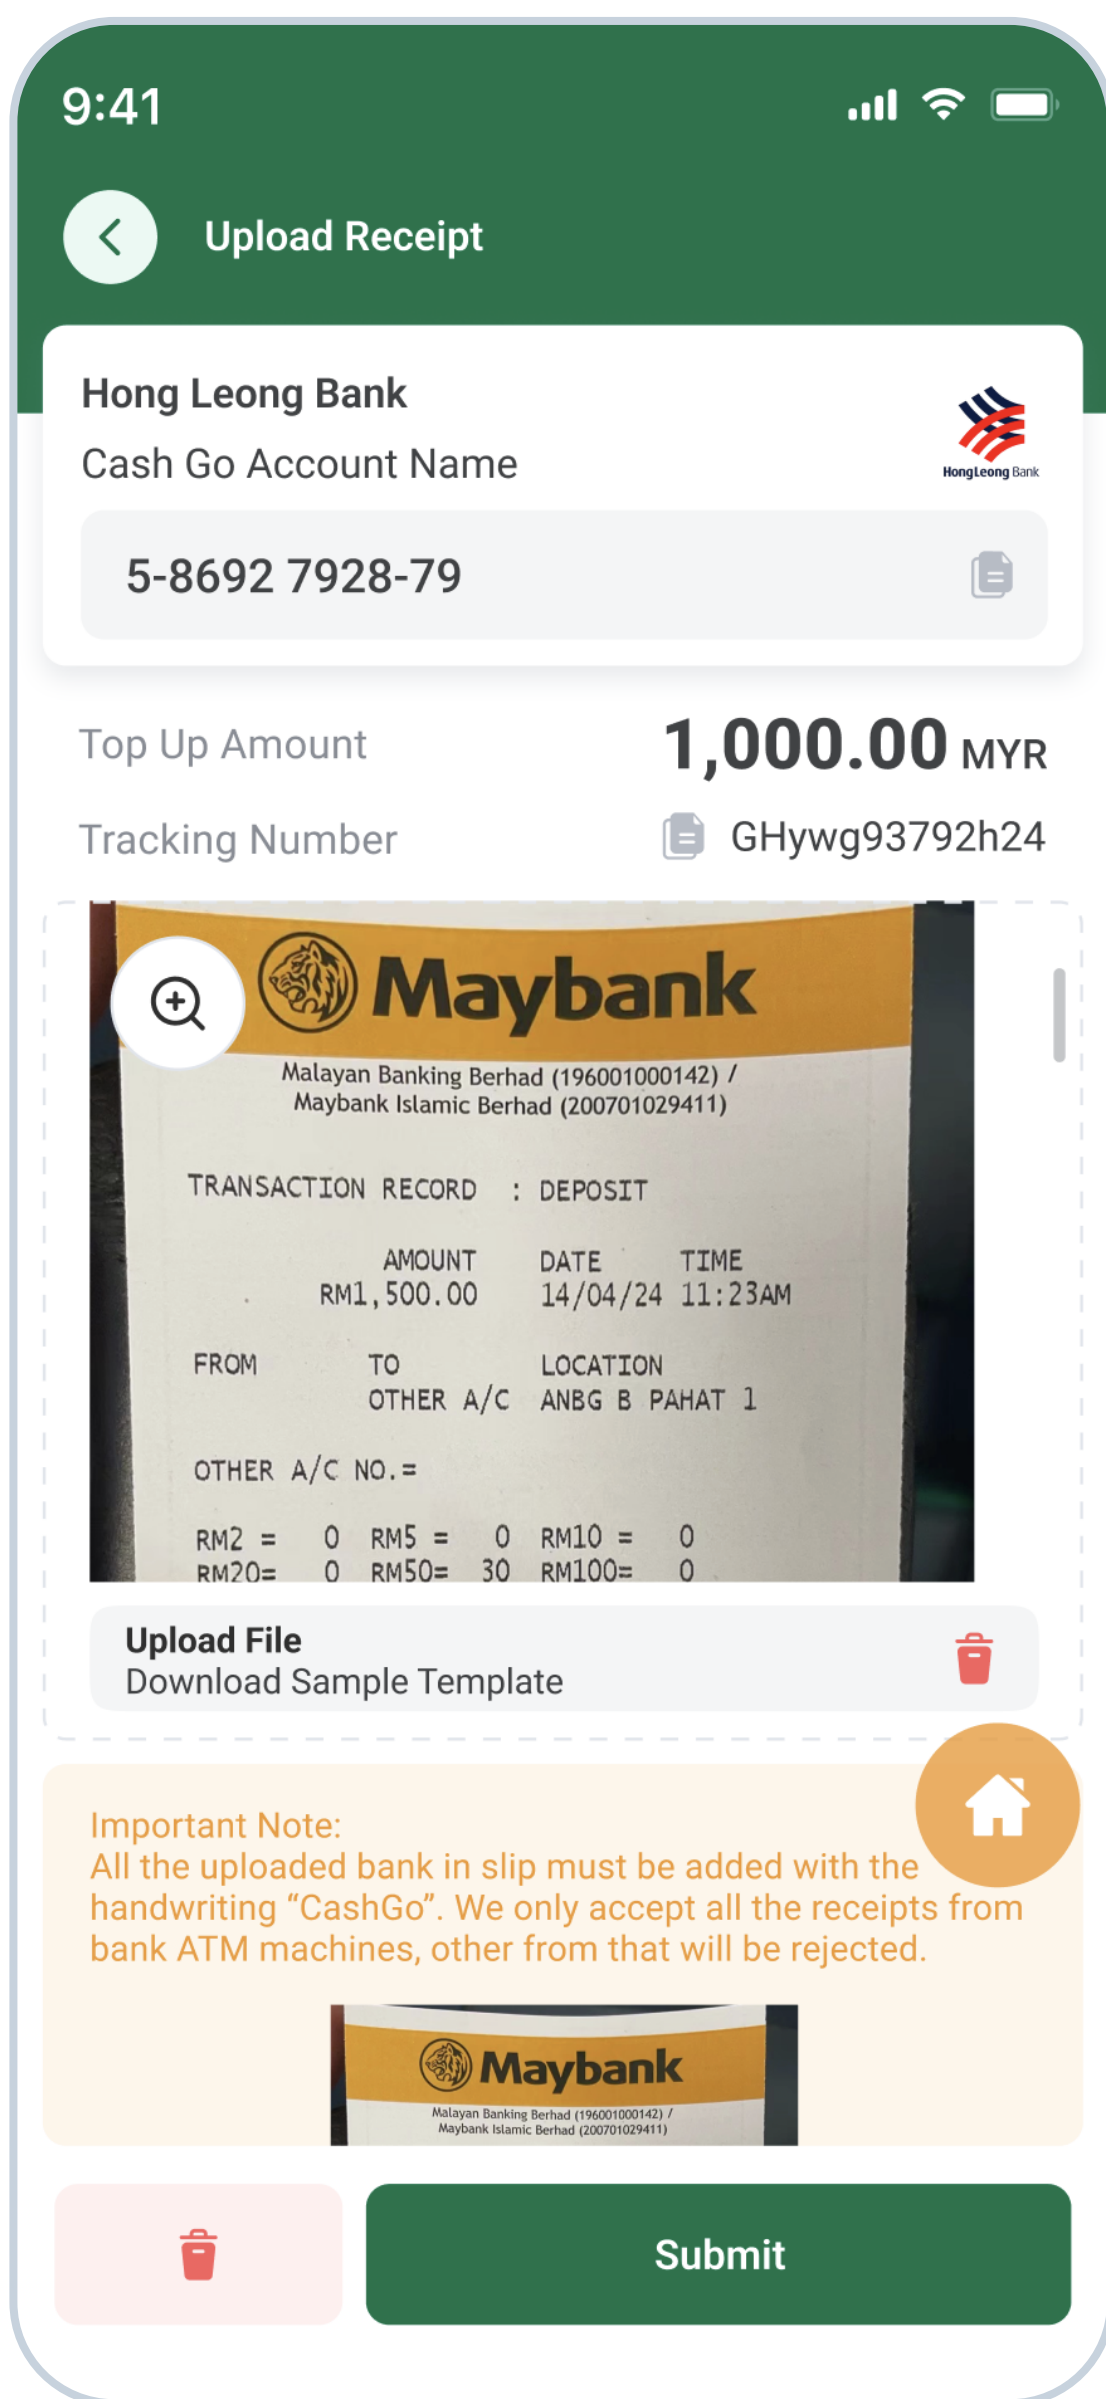 9:41
Upload Receipt
Hong Leong Bank
Cash Go Account Name
HongLeong Bank
5-8692 7928-79
Top Up Amount 1,000.00 MYR
Tracking Number GHywg93792h24
Maybank
Malayan Banking Berhad (196001000142) /
Maybank Islamic Berhad (200701029411)
TRANSACTION RECORD : DEPOSIT
AMOUNT DATE TIME
RM1,500.00 14/04/24 11:23AM
FROM TO LOCATION
OTHER A/C ANBG B PAHAT 1
OTHER A/C NO.=
RM2 = 0 RM5 = 0 RM10 = 0
RM20= 0 RM50= 30 RM100= 0
Upload File
Download Sample Template
Important Note:
All the uploaded bank in slip must be added with the
handwriting “CashGo”. We only accept all the receipts from
bank ATM machines, other from that will be rejected.
Maybank
Malayan Banking Berhad (196001000142) /
Maybank Islamic Berhad (200701029411)
Submit